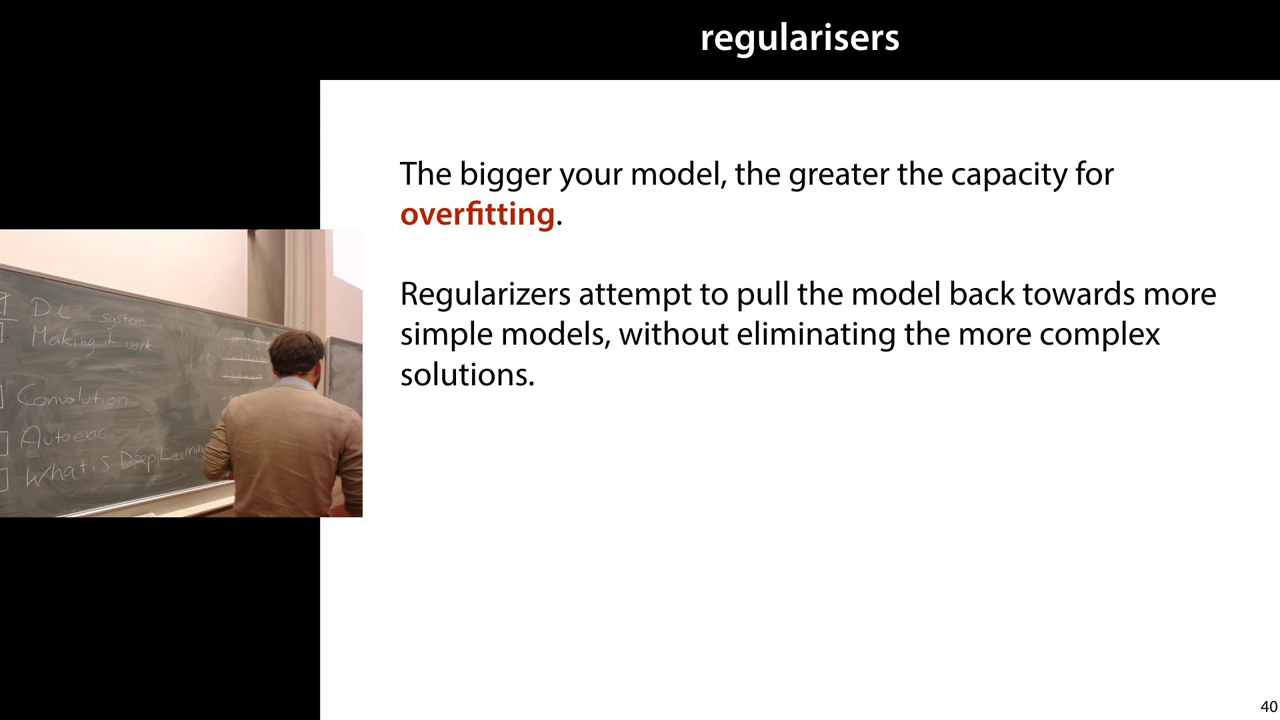 regularisers
The bigger your model, the greater the capacity for
overfitting.
Regularizers attempt to pull the model back towards more
simple models, without eliminating the more complex
solutions.
DL system
Making it work
Convolution
Autoenc.
What is Deep Learning
40